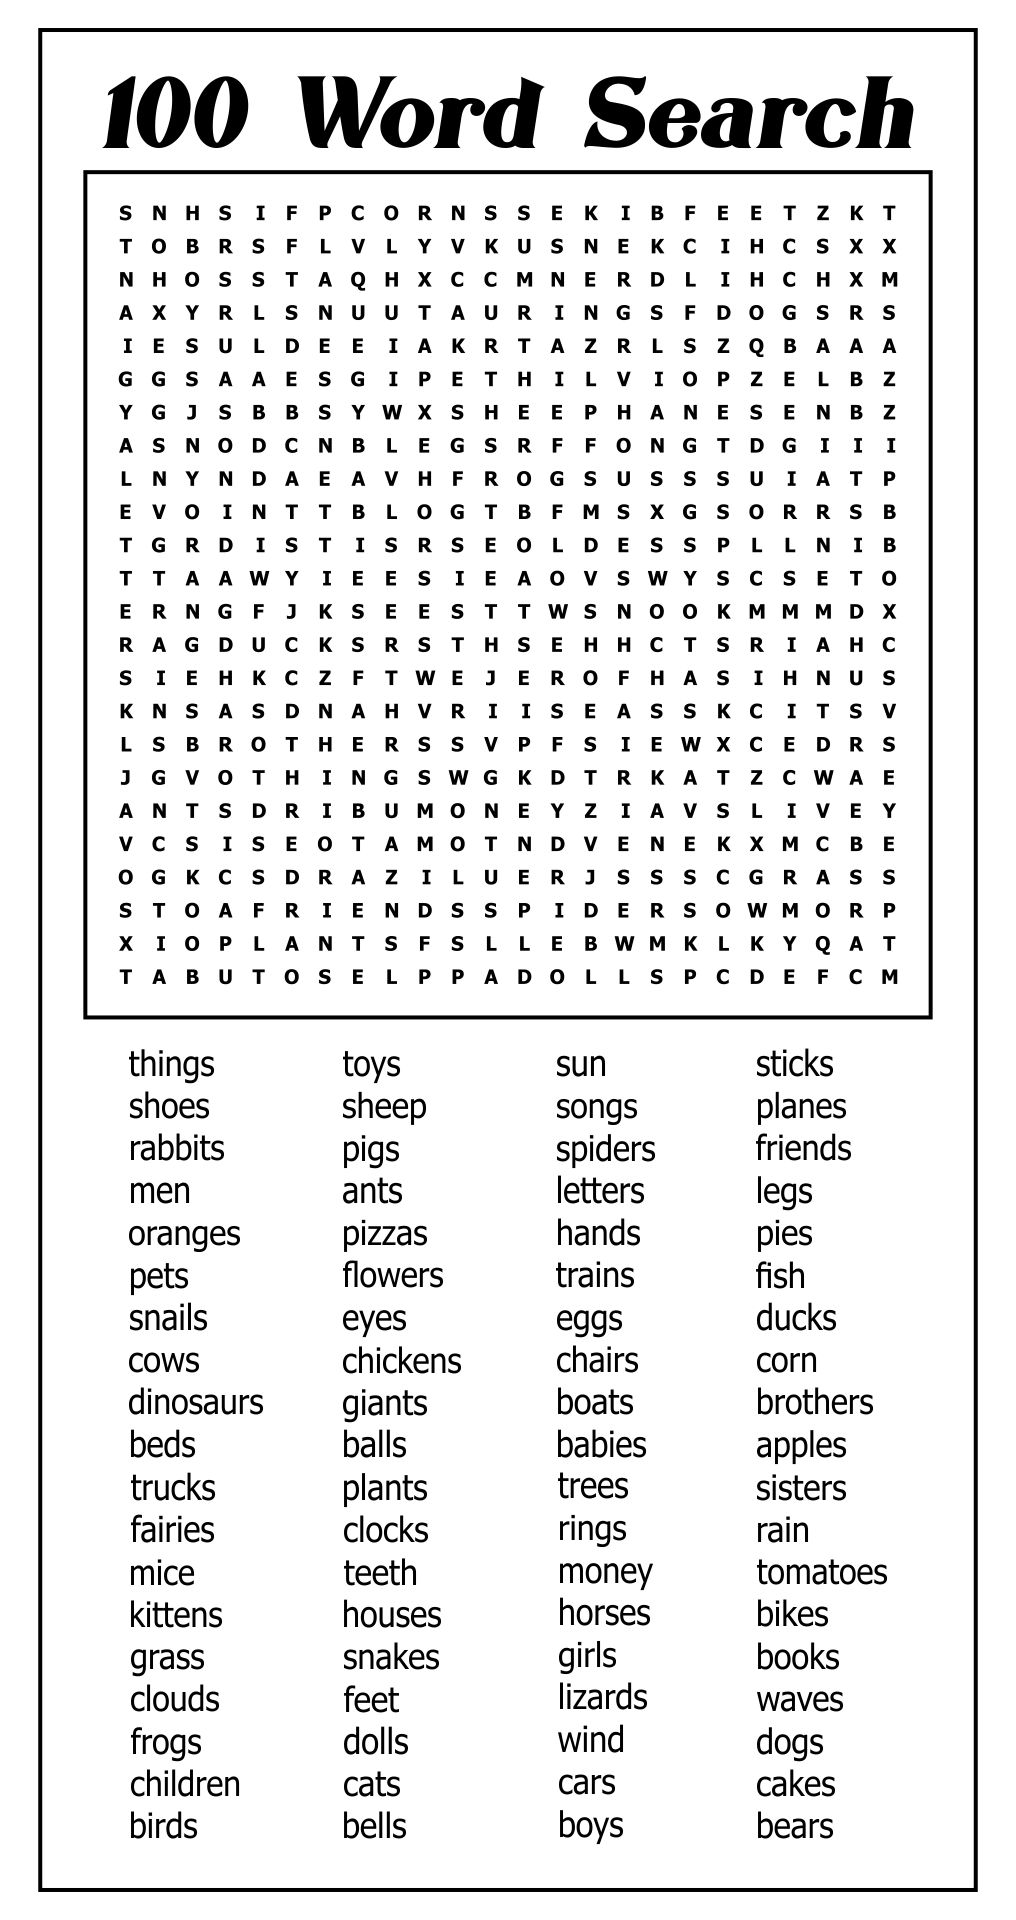 100 Word Search
S N H S I F P C O R N S S E K I B F E E T Z K T
T O B R S F L V L Y V K U S N E K C I H C S X X
N H O S S T A Q H X C C M N E R D L I H C H X M
A X Y R L S N U U T A U R I N G S F D O G S R S
I E S U L D E E I A K R T A Z R L S Z Q B A A A
G G S A A E S G I P E T H I L V I O P Z E L B Z
Y G J S B B S Y W X S H E E P H A N E S E N B Z
A S N O D C N B L E G S R F F O N G T D G I I I
L N Y N D A E A V H F R O G S U S S S U I A T P
E V O I N T T B L O G T B F M S X G S O R R S B
T G R D I S T I S R S E O L D E S S P L L N I B
T T A A W Y I E E S I E A O V S W Y S C S E T O
E R N G F J K S E E S T T W S N O O K M M M D X
R A G D U C K S R S T H S E H H C T S R I A H C
S I E H K C Z F T W E J E R O F H A S I H N U S
K N S A S D N A H V R I I S E A S S K C I T S V
L S B R O T H E R S S V P F S I E W X C E D R S
J G V O T H I N G S W G K D T R K A T Z C W A E
A N T S D R I B U M O N E Y Z I A V S L I V E Y
V C S I S E O T A M O T N D V E N E K X M C B E
O G K C S D R A Z I L U E R J S S S C G R A S S
S T O A F R I E N D S S P I D E R S O W M O R P
X I O P L A N T S F S L L E B W M K L K Y Q A T
T A B U T O S E L P P A D O L L S P C D E F C M
things toys sun sticks
shoes sheep songs planes
rabbits pigs spiders friends
men ants letters legs
oranges pizzas hands pies
pets flowers trains fish
snails eyes eggs ducks
cows chickens chairs corn
dinosaurs giants boats brothers
beds balls babies apples
trucks plants trees sisters
fairies clocks rings rain
mice teeth money tomatoes
kittens houses horses bikes
grass snakes girls books
clouds feet lizards waves
frogs dolls wind dogs
children cats cars cakes
birds bells boys bears